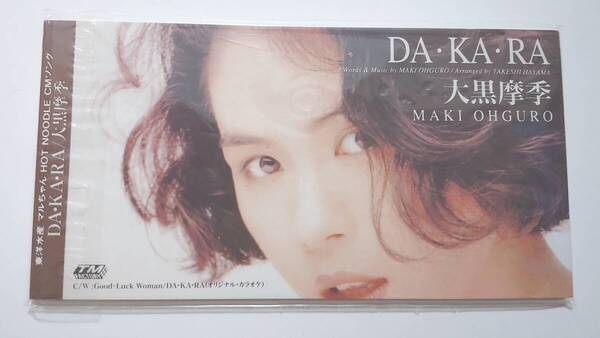 DA・KA・RA
Words & Music by MAKI OHGURO / Arranged by TAKESHI HAYAMA
大黒摩季
MAKI OHGURO
東洋水産 マルちゃん HOT NOODLE CMソング
DA・KA・RA/大黒摩季
TM
C/W :Good-Luck Woman/DA・KA・RA(オリジナル・カラオケ)